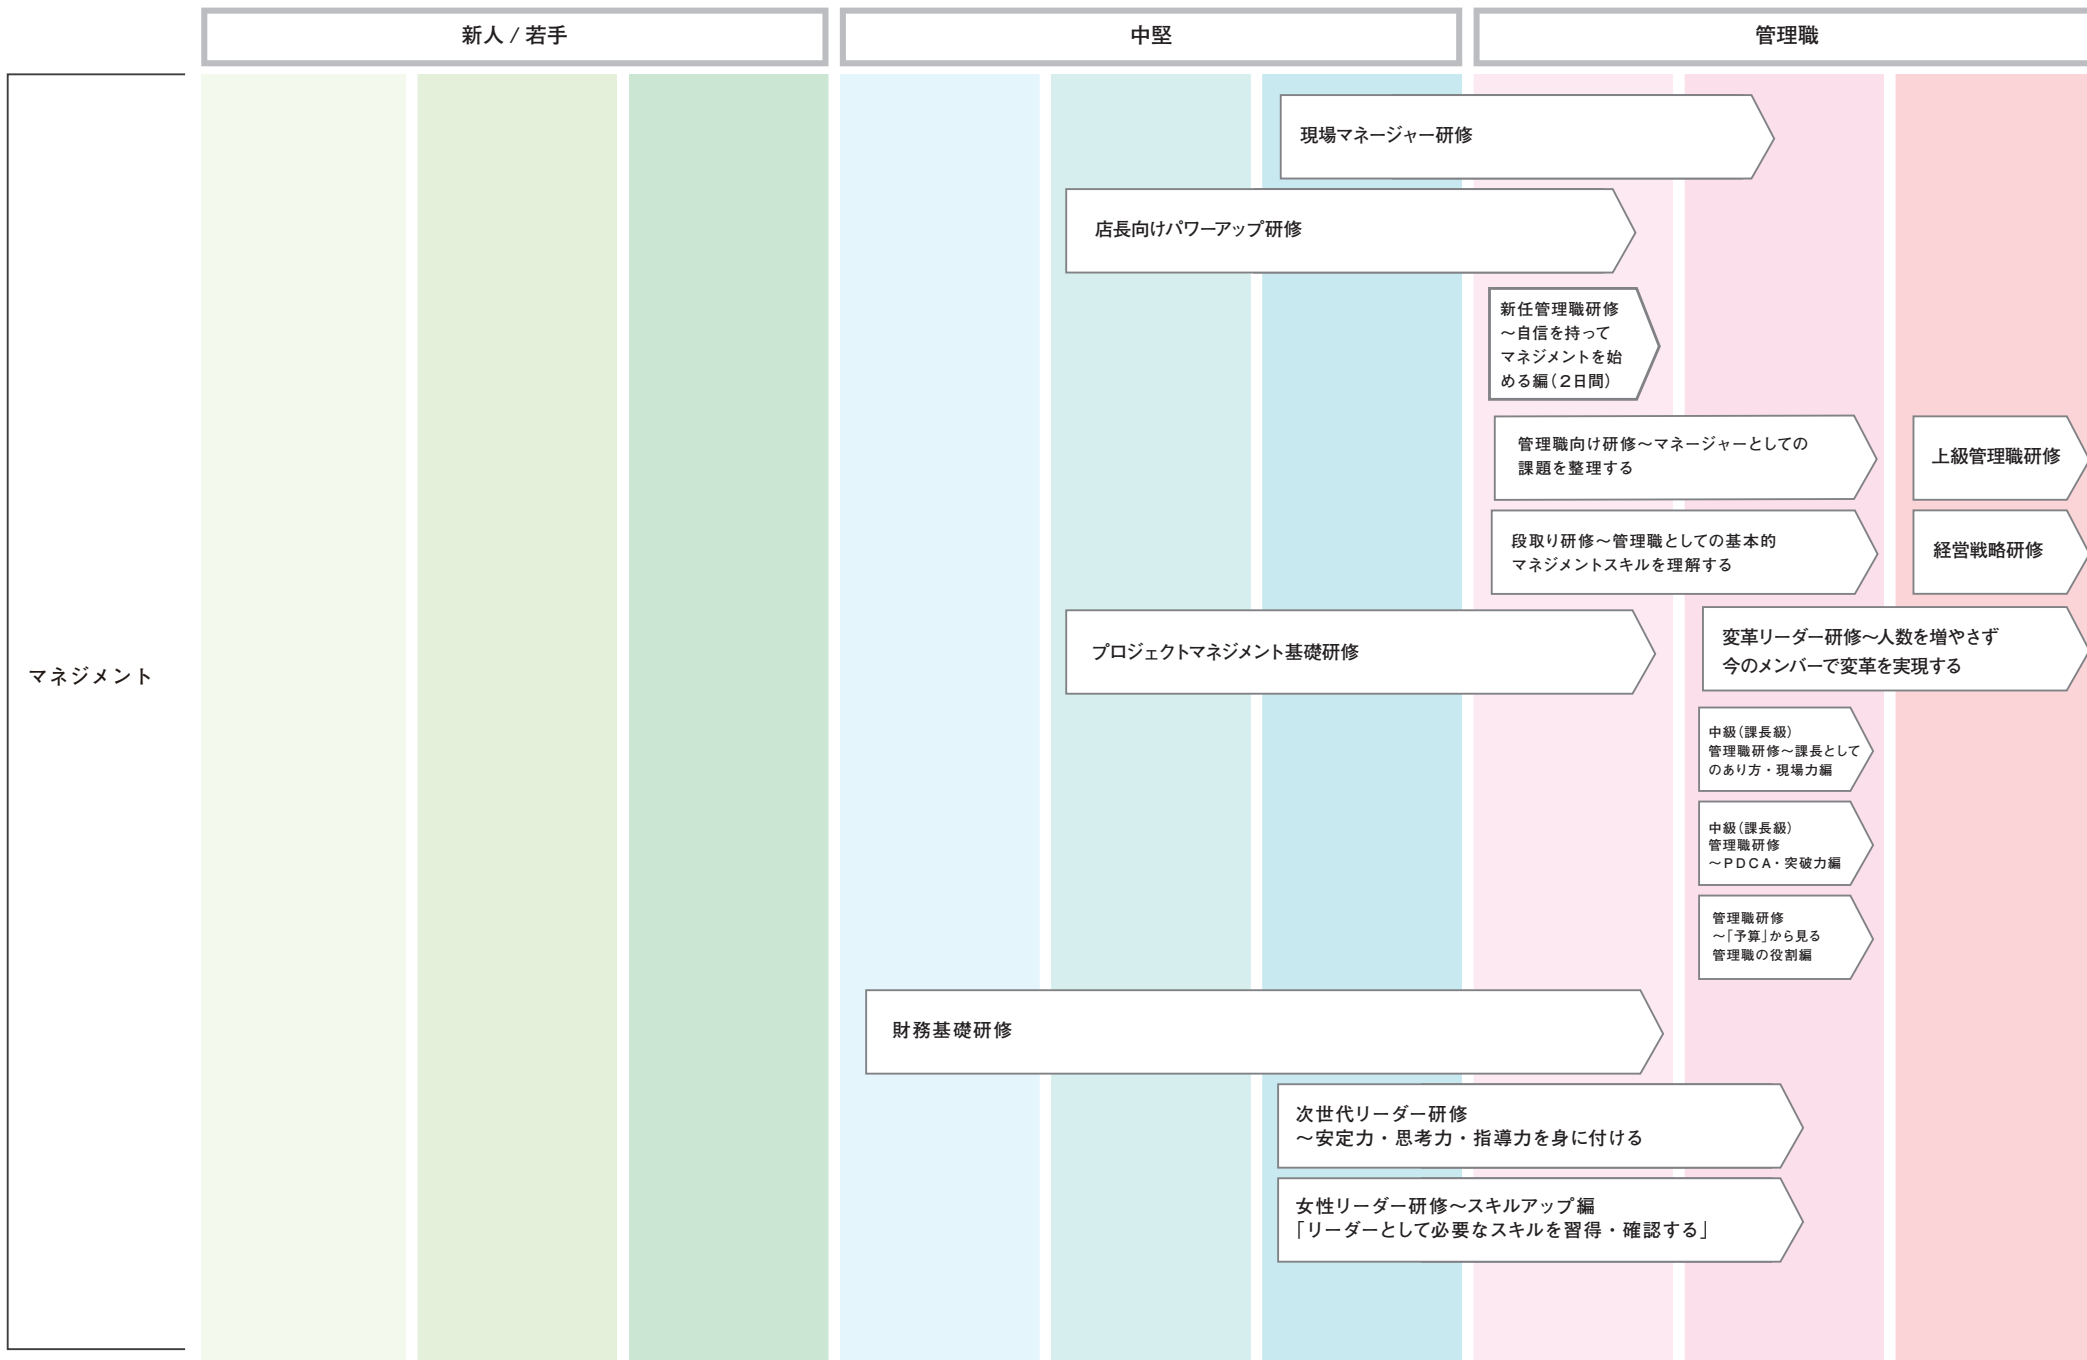 新人 / 若手
中堅
管理職
マネジメント
現場マネージャー研修
店長向けパワーアップ研修
新任管理職研修
～自信を持って
マネジメントを始
める編（2日間）
管理職向け研修～マネージャーとしての
課題を整理する
上級管理職研修
段取り研修～管理職としての基本的
マネジメントスキルを理解する
経営戦略研修
プロジェクトマネジメント基礎研修
変革リーダー研修～人数を増やさず
今のメンバーで変革を実現する
中級（課長級）
管理職研修～課長として
のあり方・現場力編
中級（課長級）
管理職研修
～PDCA・突破力編
管理職研修
～「予算」から見る
管理職の役割編
財務基礎研修
次世代リーダー研修
～安定力・思考力・指導力を身に付ける
女性リーダー研修～スキルアップ編
「リーダーとして必要なスキルを習得・確認する」